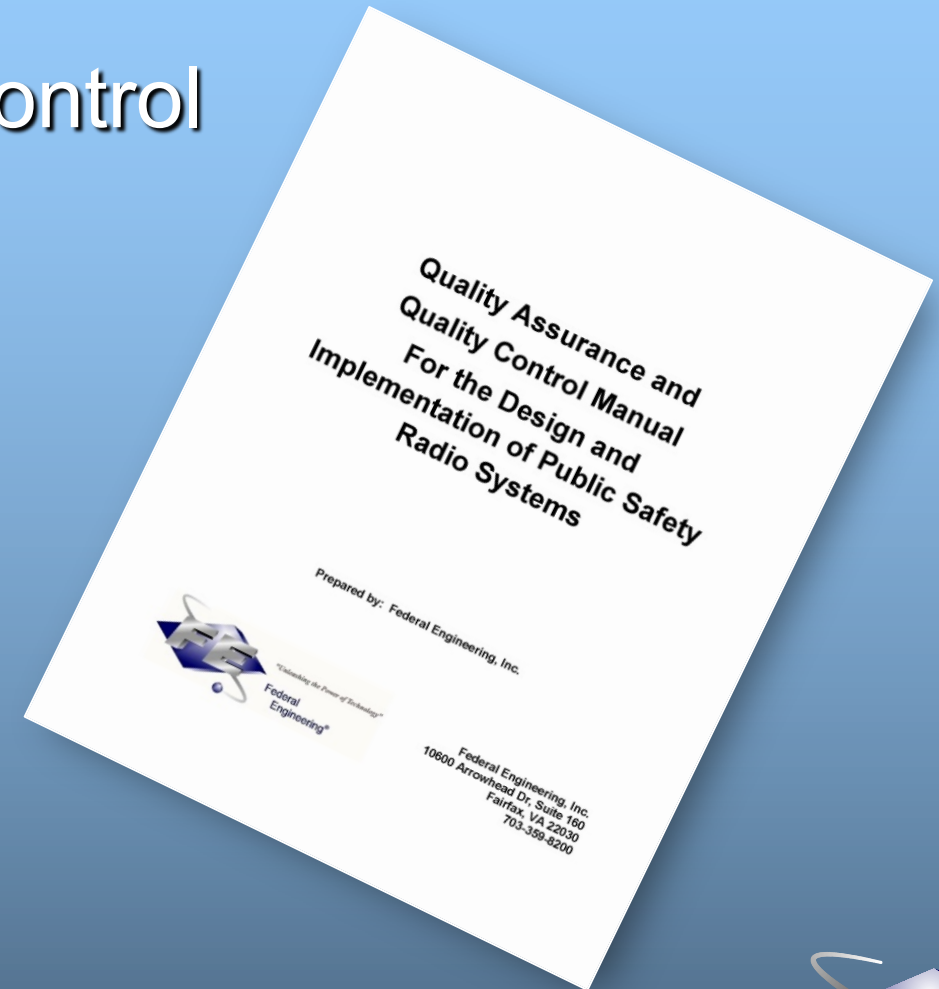 ontrol
Quality Assurance and
Quality Control Manual
For the Design and
Implementation of Public Safety
Radio Systems
Prepared by: Federal Engineering, Inc.
FE
"Unleashing the Power of Technology"
Federal
Engineering®
Federal Engineering, Inc.
10600 Arrowhead Dr, Suite 160
Fairfax, VA 22030
703-359-8200